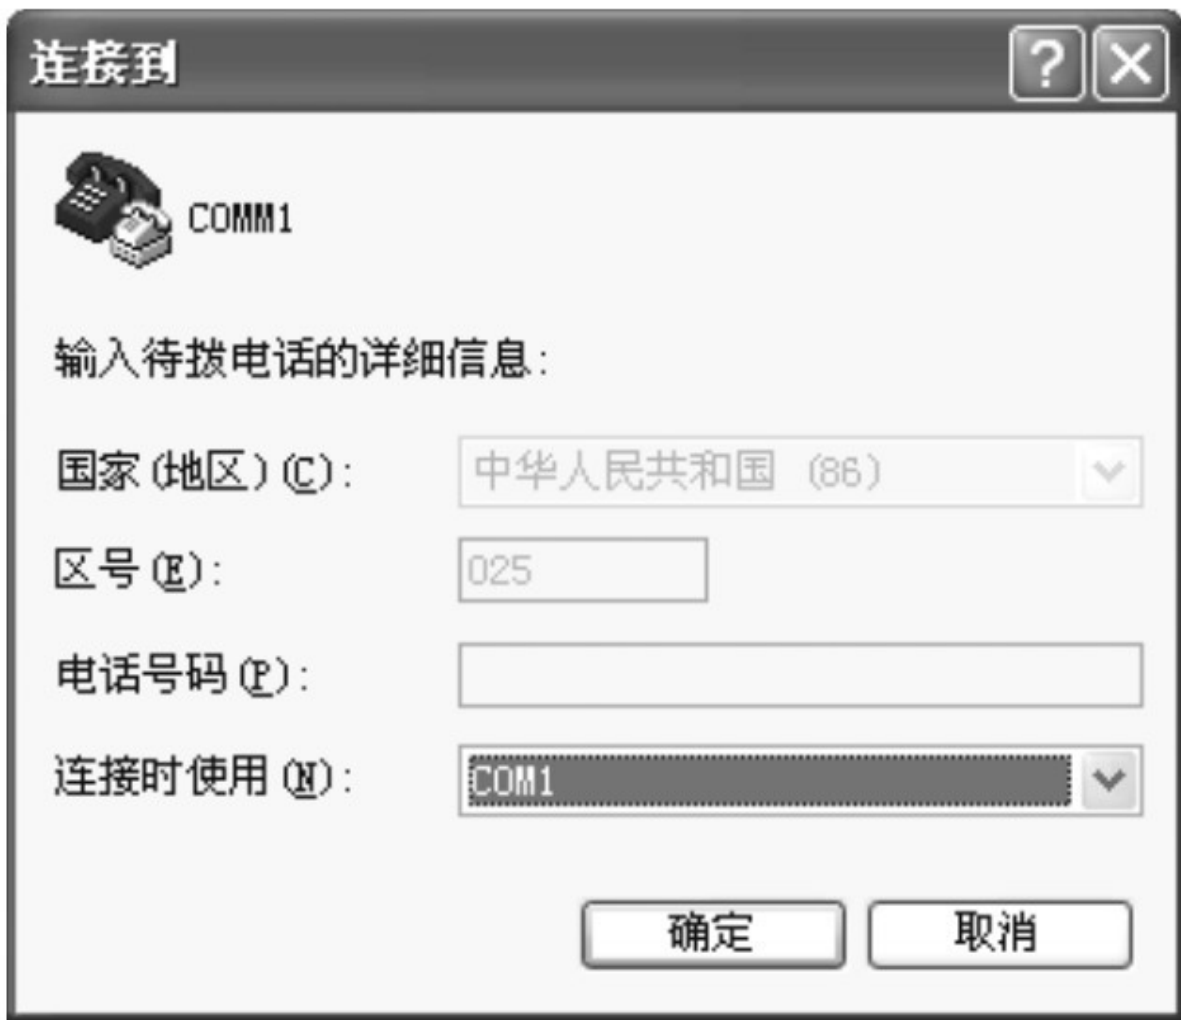 连接到
COMM1
输入待拨电话的详细信息:
国家(地区)(C): 中华人民共和国 (86)
区号(E): 025
电话号码(P):
连接时使用(N): COM1
确定 取消